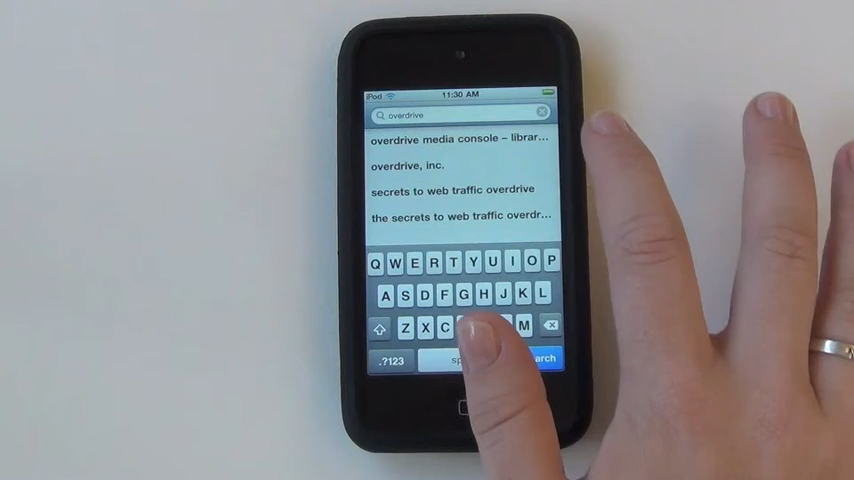 iPod 11:30 AM
overdrive
overdrive media console – librar...
overdrive, inc.
secrets to web traffic overdrive
the secrets to web traffic overdr...
Q W E R T Y U I O P
A S D F G H J K L
Z X C M
.?123